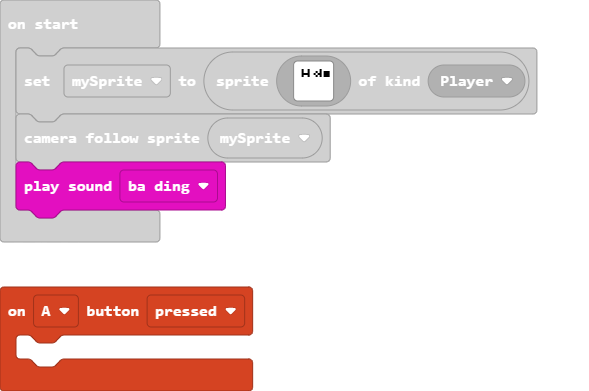 on start
set mySprite to sprite of kind Player
camera follow sprite mySprite
play sound ba ding
on A button pressed